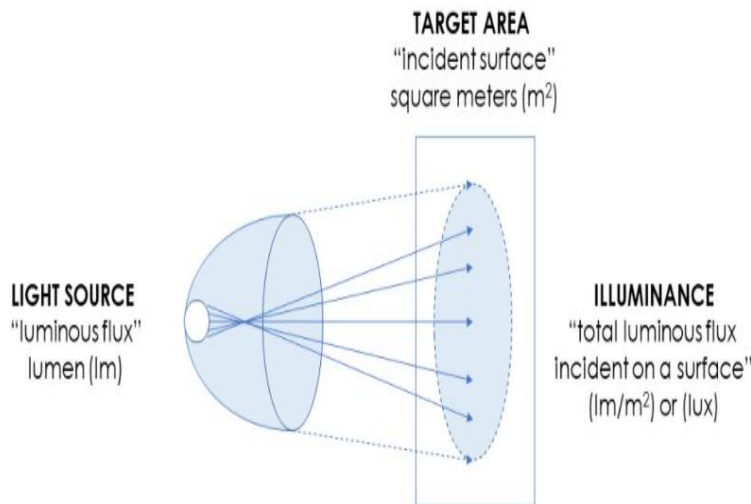 TARGET AREA
“incident surface”
square meters (m²)
LIGHT SOURCE
“luminous flux”
lumen (lm)
ILLUMINANCE
“total luminous flux
incident on a surface”
(lm/m²) or (lux)